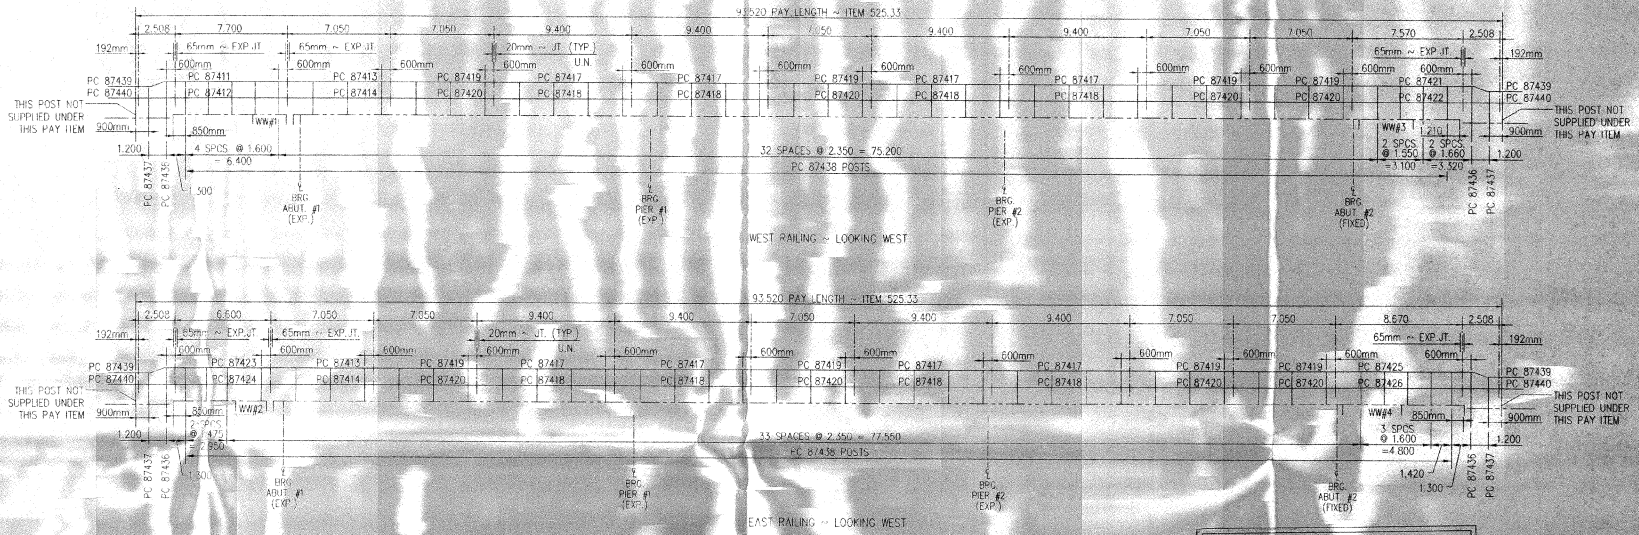 93.520 PAY LENGTH ~ ITEM 525.33
2.508 7.700 7.050 7.050 9.400 9.400 7.050 9.400 9.400 7.050 7.050 7.570 2.508
192mm 65mm ~ EXP.JT. 65mm ~ EXP.JT. 20mm ~ JT. (TYP.) 65mm ~ EXP.JT. 192mm
U.N.
600mm 600mm 600mm 600mm 600mm 600mm 600mm 600mm 600mm 600mm 600mm 600mm
PC 87439 PC 87411 PC 87413 PC 87419 PC 87417 PC 87417 PC 87419 PC 87417 PC 87417 PC 87419 PC 87419 PC 87421 PC 87439
PC 87440 PC 87412 PC 87414 PC 87420 PC 87418 PC 87418 PC 87420 PC 87418 PC 87418 PC 87420 PC 87420 PC 87422 PC 87440
THIS POST NOT
SUPPLIED UNDER
THIS PAY ITEM
THIS POST NOT
SUPPLIED UNDER
THIS PAY ITEM
WW#1 WW#3
900mm 850mm 1.210 900mm
1.200 4 SPCS @ 1.600
= 6.400
32 SPACES @ 2.350 = 75.200
PC 87438 POSTS
2 SPCS.
@ 1.550
=3.100
2 SPCS.
@ 1.660
=3.320
1.200
PC 87437 PC 87436 1.300 PC 87436 PC 87437
BRG.
ABUT. #1
(EXP.)
BRG.
PIER #1
(EXP.)
BRG.
PIER #2
(EXP.)
BRG.
ABUT. #2
(FIXED)
WEST RAILING ~ LOOKING WEST
93.520 PAY LENGTH ~ ITEM 525.33
2.508 6.600 7.050 7.050 9.400 9.400 7.050 9.400 9.400 7.050 7.050 8.670 2.508
192mm 65mm ~ EXP.JT. 65mm ~ EXP.JT. 20mm ~ JT. (TYP.) 65mm ~ EXP.JT. 192mm
U.N.
600mm 600mm 600mm 600mm 600mm 600mm 600mm 600mm 600mm 600mm 600mm 600mm
PC 87439 PC 87423 PC 87413 PC 87419 PC 87417 PC 87417 PC 87419 PC 87417 PC 87417 PC 87419 PC 87419 PC 87425 PC 87439
PC 87440 PC 87424 PC 87414 PC 87420 PC 87418 PC 87418 PC 87420 PC 87418 PC 87418 PC 87420 PC 87420 PC 87426 PC 87440
THIS POST NOT
SUPPLIED UNDER
THIS PAY ITEM
THIS POST NOT
SUPPLIED UNDER
THIS PAY ITEM
WW#2 WW#4
900mm 850mm 850mm 900mm
1.200 2 SPCS.
@ 1.475
= 2.950
33 SPACES @ 2.350 = 77.550
PC 87438 POSTS
3 SPCS.
@ 1.600
=4.800
1.200
1.420
1.300
PC 87437 PC 87436 1.300 PC 87436 PC 87437
BRG.
ABUT. #1
(EXP.)
BRG.
PIER #1
(EXP.)
BRG.
PIER #2
(EXP.)
BRG.
ABUT. #2
(FIXED)
EAST RAILING ~ LOOKING WEST